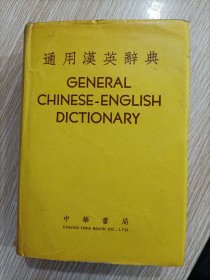 通用漢英辭典
GENERAL
CHINESE-ENGLISH
DICTIONARY
中華書局
CHUNG HWA BOOK CO., LTD.